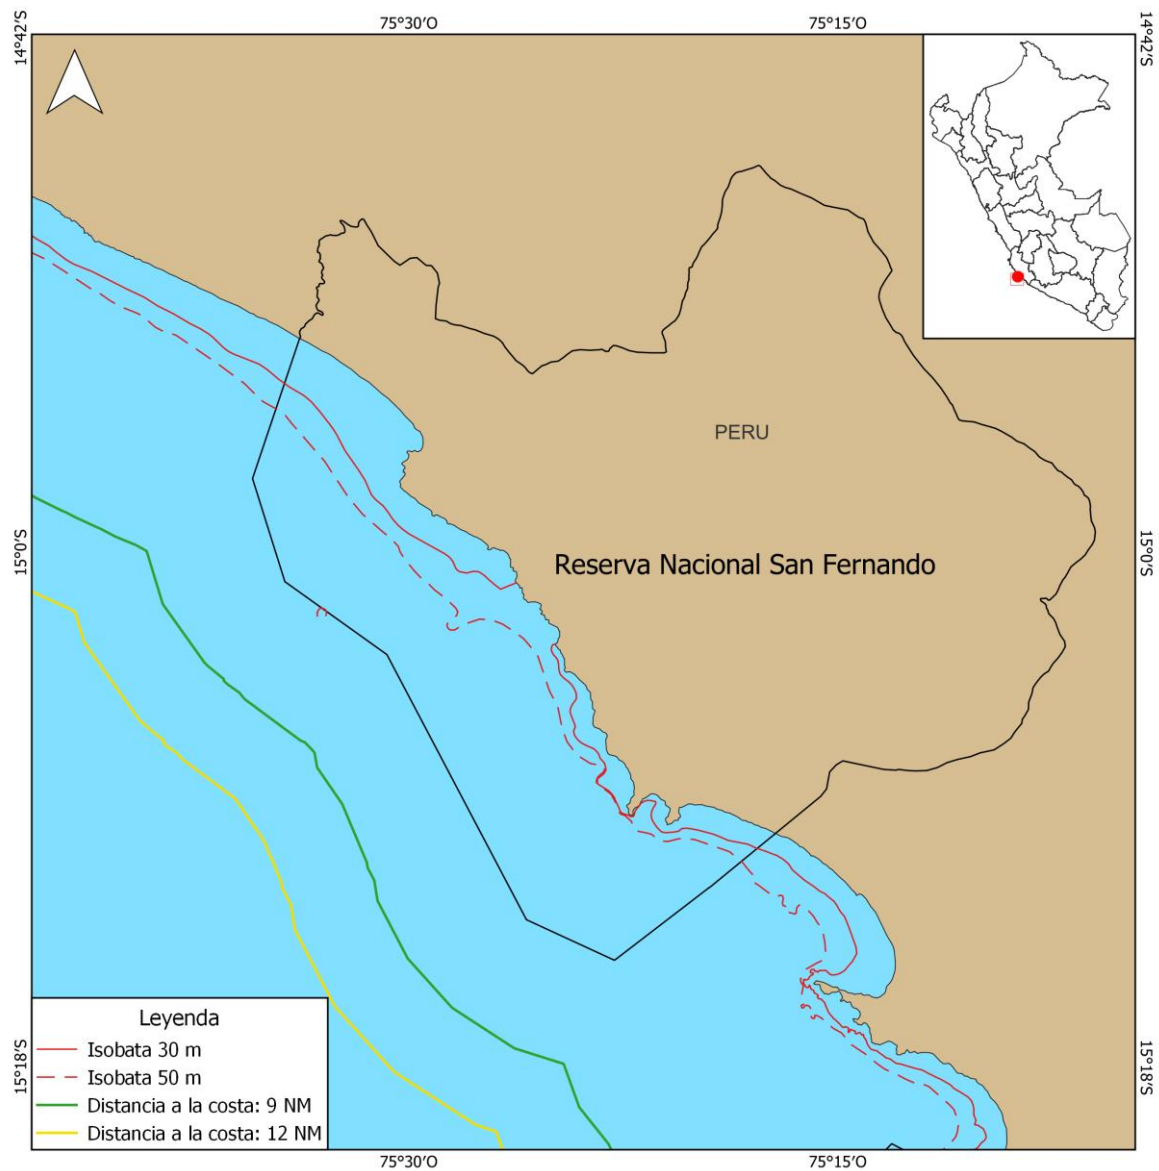 75°30'O
75°15'O
14°42'S
14°42'S
PERU
15°0'S
15°0'S
Reserva Nacional San Fernando
Leyenda
Isobata 30 m
Isobata 50 m
Distancia a la costa: 9 NM
Distancia a la costa: 12 NM
15°18'S
15°18'S
75°30'O
75°15'O